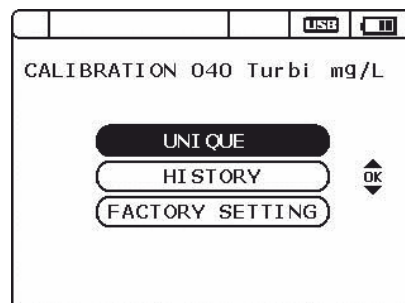 USB
CALIBRATION 040 Turbi mg/L
UNIQUE
HISTORY
OK
FACTORY SETTING